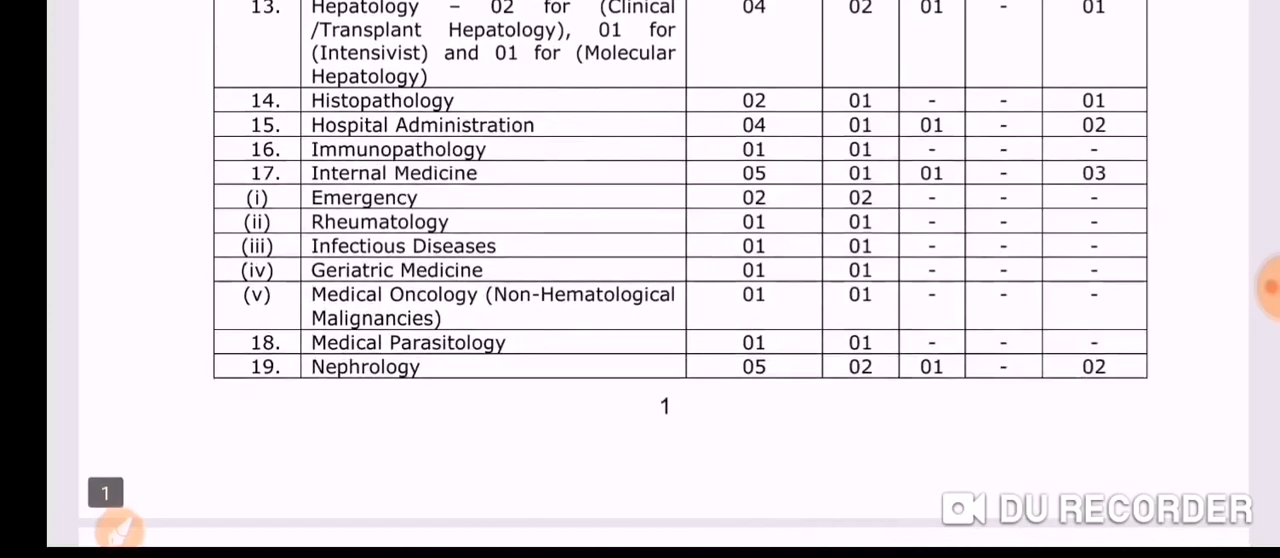 13. Hepatology – 02 for (Clinical 04 02 01 - 01
/Transplant Hepatology), 01 for
(Intensivist) and 01 for (Molecular
Hepatology)
14. Histopathology 02 01 - - 01
15. Hospital Administration 04 01 01 - 02
16. Immunopathology 01 01 - - -
17. Internal Medicine 05 01 01 - 03
(i) Emergency 02 02 - - -
(ii) Rheumatology 01 01 - - -
(iii) Infectious Diseases 01 01 - - -
(iv) Geriatric Medicine 01 01 - - -
(v) Medical Oncology (Non-Hematological 01 01 - - -
Malignancies)
18. Medical Parasitology 01 01 - - -
19. Nephrology 05 02 01 - 02
1
1
DU RECORDER